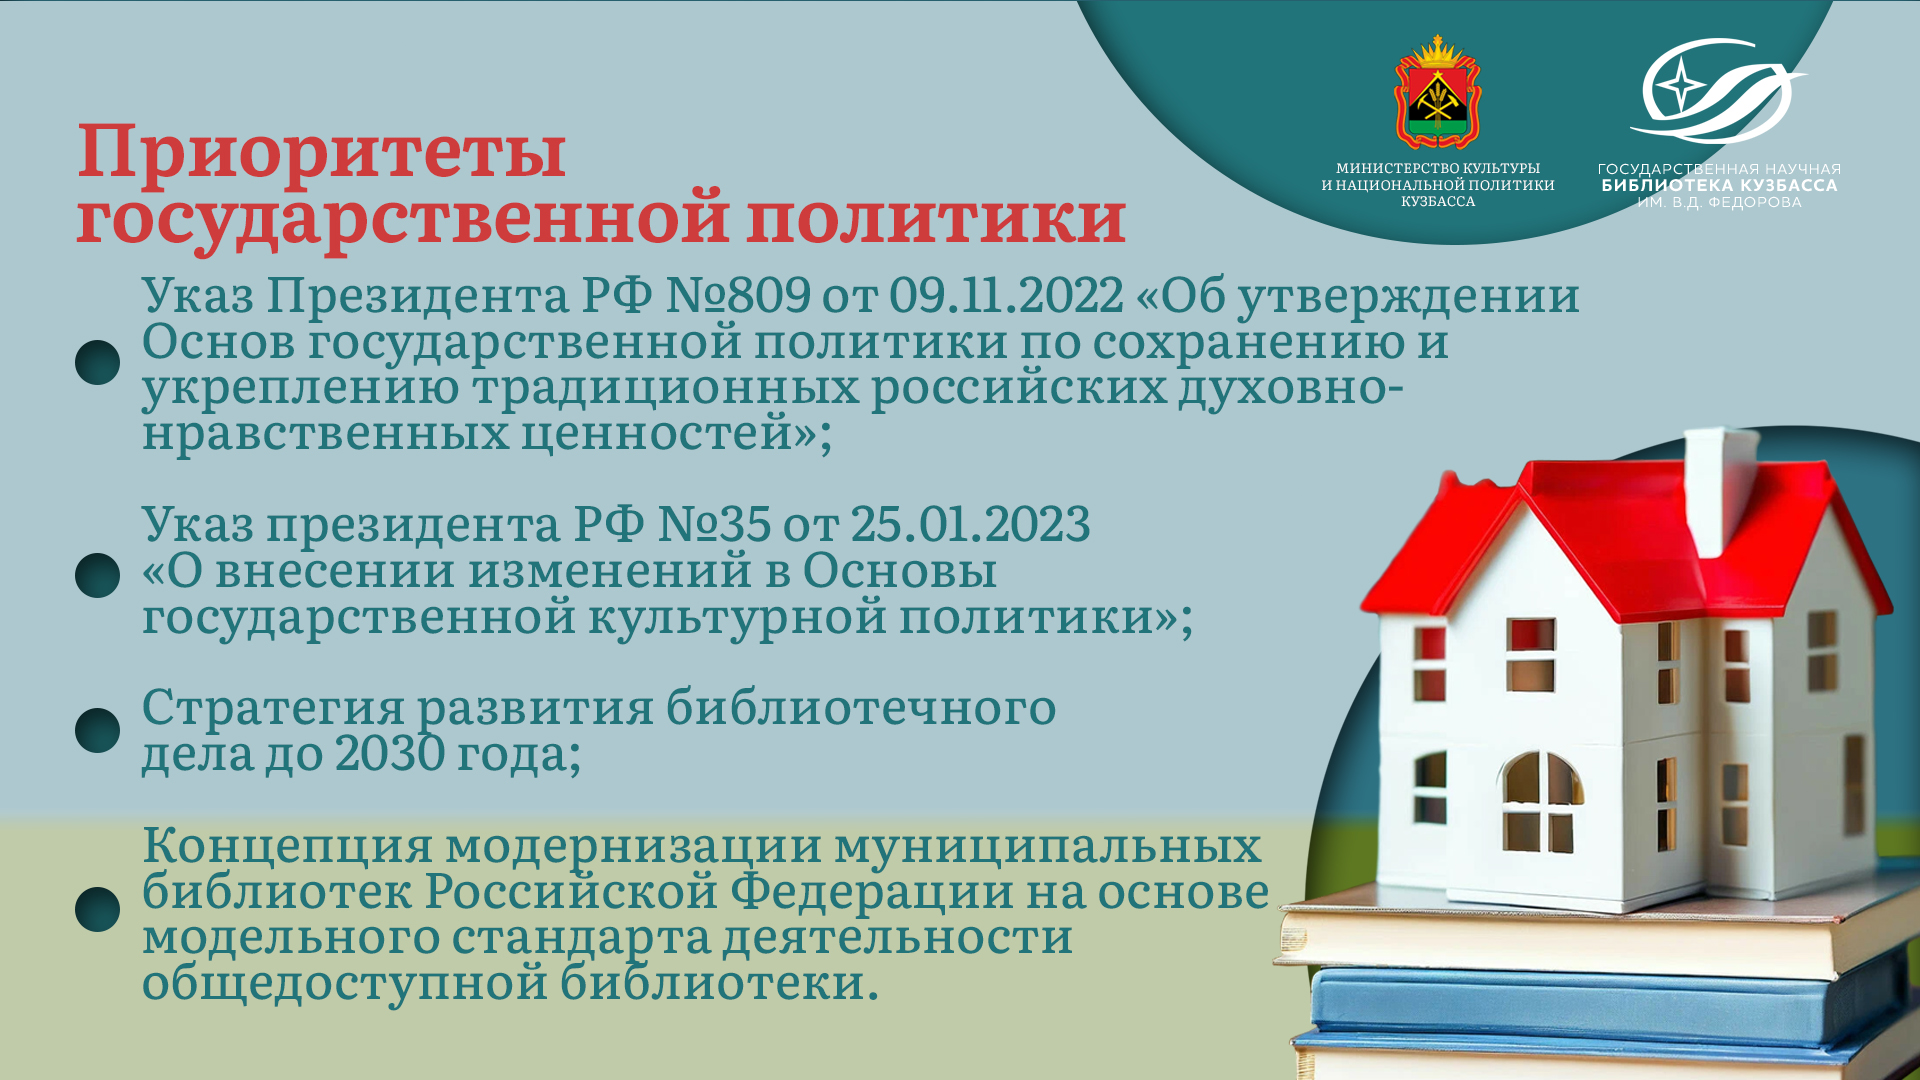 МИНИСТЕРСТВО КУЛЬТУРЫ
И НАЦИОНАЛЬНОЙ ПОЛИТИКИ
КУЗБАССА
ГОСУДАРСТВЕННАЯ НАУЧНАЯ
БИБЛИОТЕКА КУЗБАССА
ИМ. В.Д. ФЕДОРОВА
Приоритеты
государственной политики
Указ Президента РФ №809 от 09.11.2022 «Об утверждении
Основ государственной политики по сохранению и
укреплению традиционных российских духовно-
нравственных ценностей»;
Указ президента РФ №35 от 25.01.2023
«О внесении изменений в Основы
государственной культурной политики»;
Стратегия развития библиотечного
дела до 2030 года;
Концепция модернизации муниципальных
библиотек Российской Федерации на основе
модельного стандарта деятельности
общедоступной библиотеки.